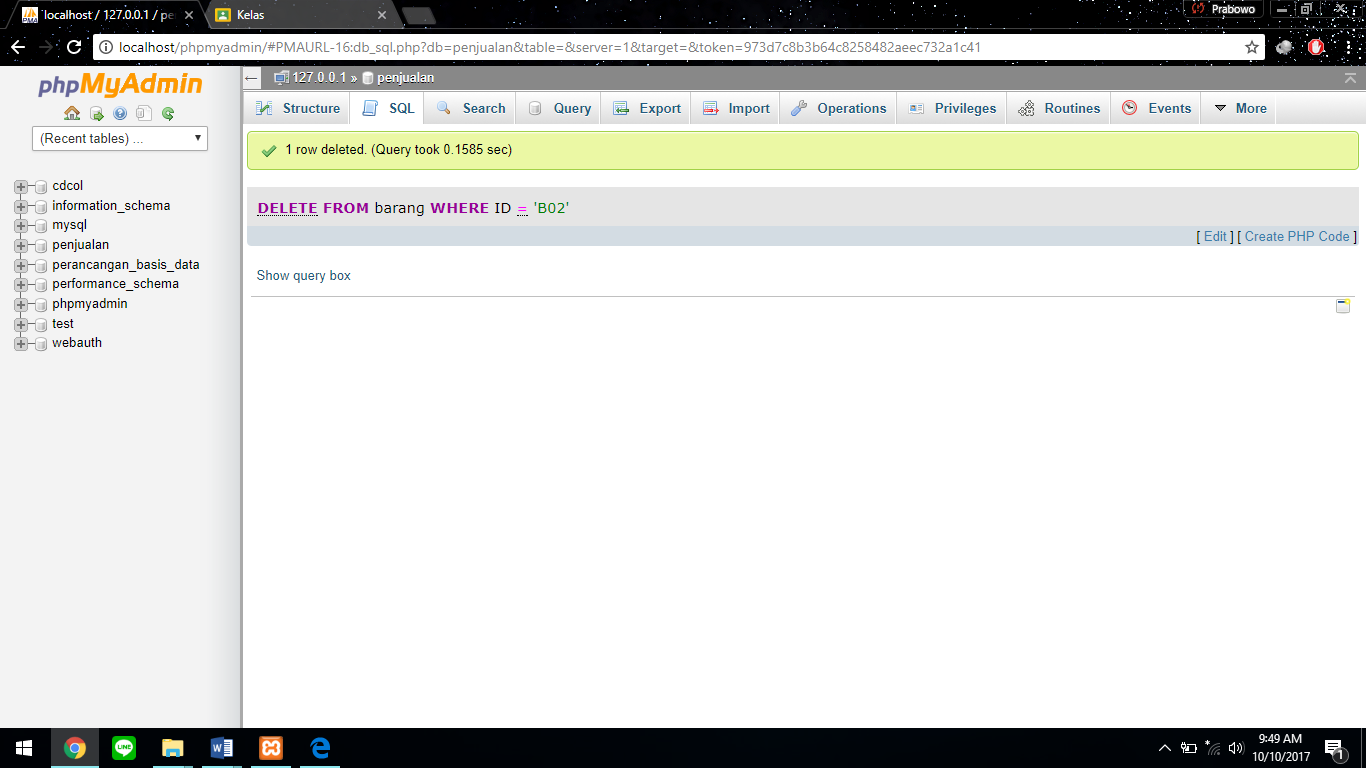 localhost / 127.0.0.1 / pe
Kelas
Prabowo
localhost/phpmyadmin/#PMAURL-16:db_sql.php?db=penjualan&table=&server=1&target=&token=973d7c8b3b64c8258482aeec732a1c41
phpMyAdmin
(Recent tables) ...
cdcol
information_schema
mysql
penjualan
perancangan_basis_data
performance_schema
phpmyadmin
test
webauth
127.0.0.1 » penjualan
Structure SQL Search Query Export Import Operations Privileges Routines Events More
1 row deleted. (Query took 0.1585 sec)
DELETE FROM barang WHERE ID = 'B02'
[ Edit ] [ Create PHP Code ]
Show query box
LINE
9:49 AM
10/10/2017
1